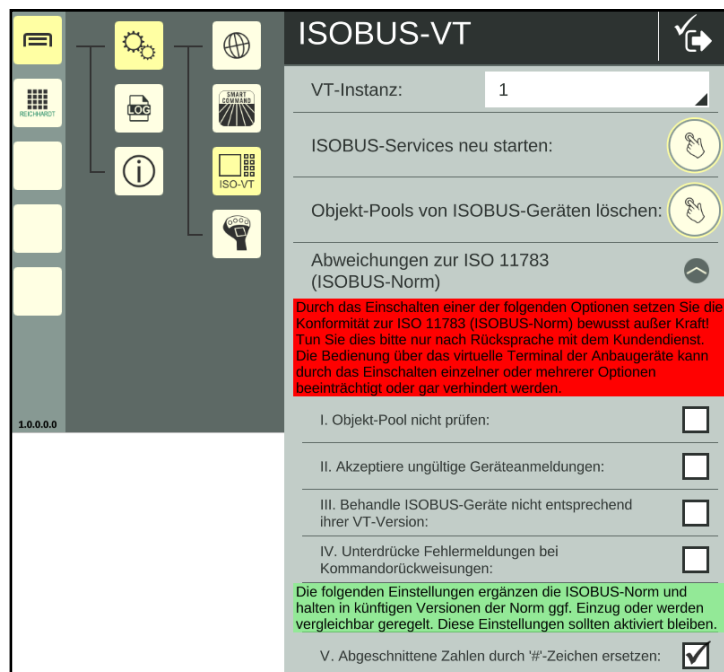 ISOBUS-VT
REICHHARDT
LOG
SMART
COMMAND
ISO-VT
1.0.0.0.0
VT-Instanz:
1
ISOBUS-Services neu starten:
Objekt-Pools von ISOBUS-Geräten löschen:
Abweichungen zur ISO 11783
(ISOBUS-Norm)
Durch das Einschalten einer der folgenden Optionen setzen Sie die
Konformität zur ISO 11783 (ISOBUS-Norm) bewusst außer Kraft!
Tun Sie dies bitte nur nach Rücksprache mit dem Kundendienst.
Die Bedienung über das virtuelle Terminal der Anbaugeräte kann
durch das Einschalten einzelner oder mehrerer Optionen
beeinträchtigt oder gar verhindert werden.
I. Objekt-Pool nicht prüfen:
II. Akzeptiere ungültige Geräteanmeldungen:
III. Behandle ISOBUS-Geräte nicht entsprechend
ihrer VT-Version:
IV. Unterdrücke Fehlermeldungen bei
Kommandorückweisungen:
Die folgenden Einstellungen ergänzen die ISOBUS-Norm und
halten in künftigen Versionen der Norm ggf. Einzug oder werden
vergleichbar geregelt. Diese Einstellungen sollten aktiviert bleiben.
V. Abgeschnittene Zahlen durch '#'-Zeichen ersetzen: